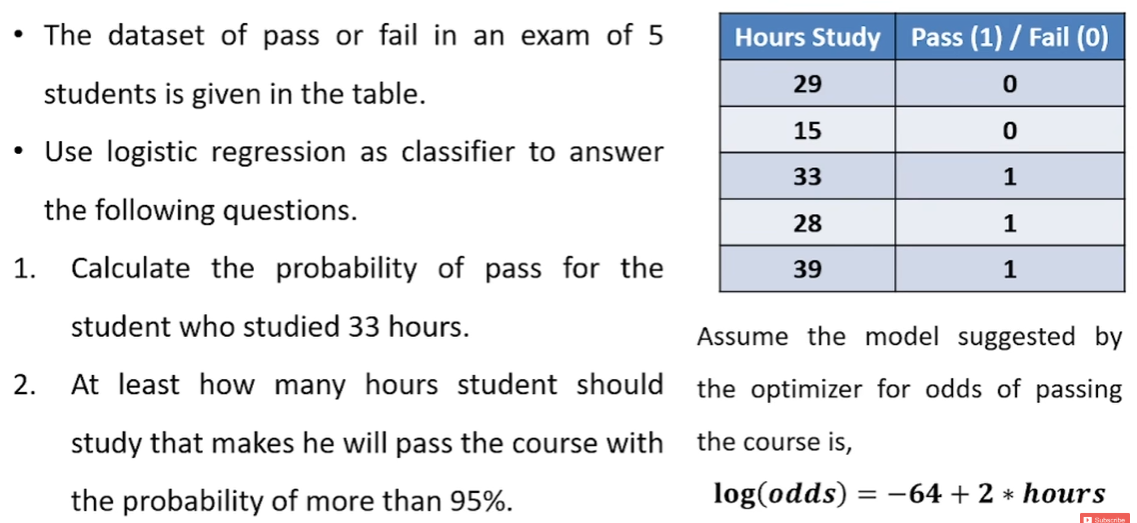 • The dataset of pass or fail in an exam of 5
students is given in the table.
• Use logistic regression as classifier to answer
the following questions.
1. Calculate the probability of pass for the
student who studied 33 hours.
2. At least how many hours student should
study that makes he will pass the course with
the probability of more than 95%.
Hours Study Pass (1) / Fail (0)
29 0
15 0
33 1
28 1
39 1
Assume the model suggested by
the optimizer for odds of passing
the course is,
log(odds) = −64 + 2 * hours
Subscribe